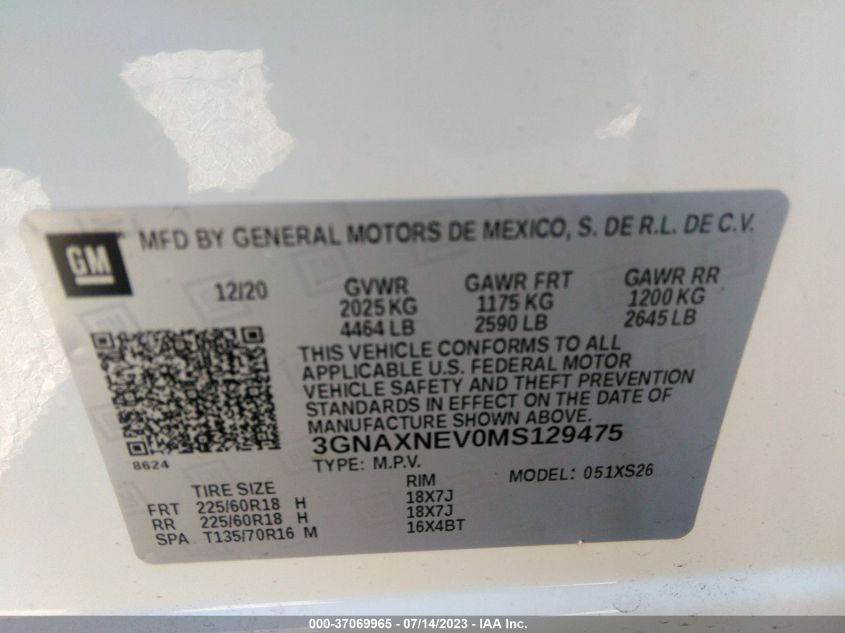 GM
MFD BY GENERAL MOTORS DE MEXICO, S. DE R.L. DE C.V.
12/20 GVWR GAWR FRT GAWR RR
2025 KG 1175 KG 1200 KG
4464 LB 2590 LB 2645 LB
THIS VEHICLE CONFORMS TO ALL
APPLICABLE U.S. FEDERAL MOTOR
VEHICLE SAFETY AND THEFT PREVENTION
STANDARDS IN EFFECT ON THE DATE OF
MANUFACTURE SHOWN ABOVE.
3GNAXNEV0MS129475
8624
TYPE: M.P.V. MODEL: 051XS26
TIRE SIZE RIM
FRT 225/60R18 H 18X7J
RR 225/60R18 H 18X7J
SPA T135/70R16 M 16X4BT
000-37069965 - 07/14/2023 - IAA Inc.